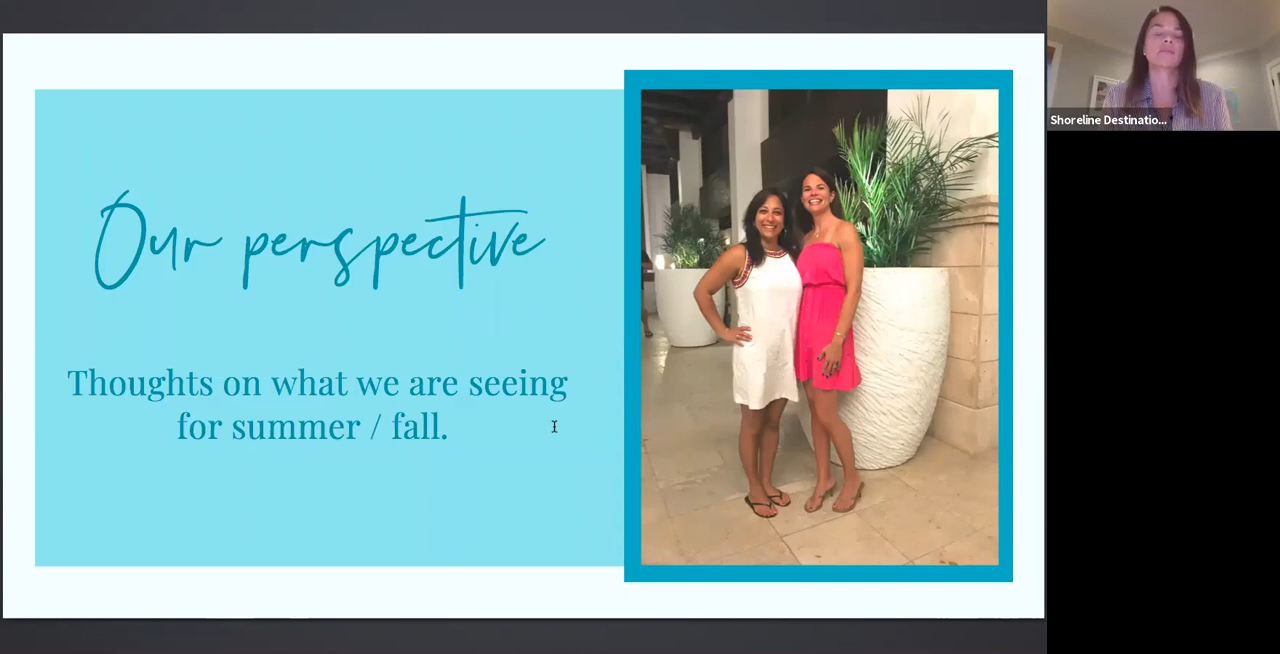 Our perspective
Thoughts on what we are seeing
for summer / fall.
Shoreline Destinatio...